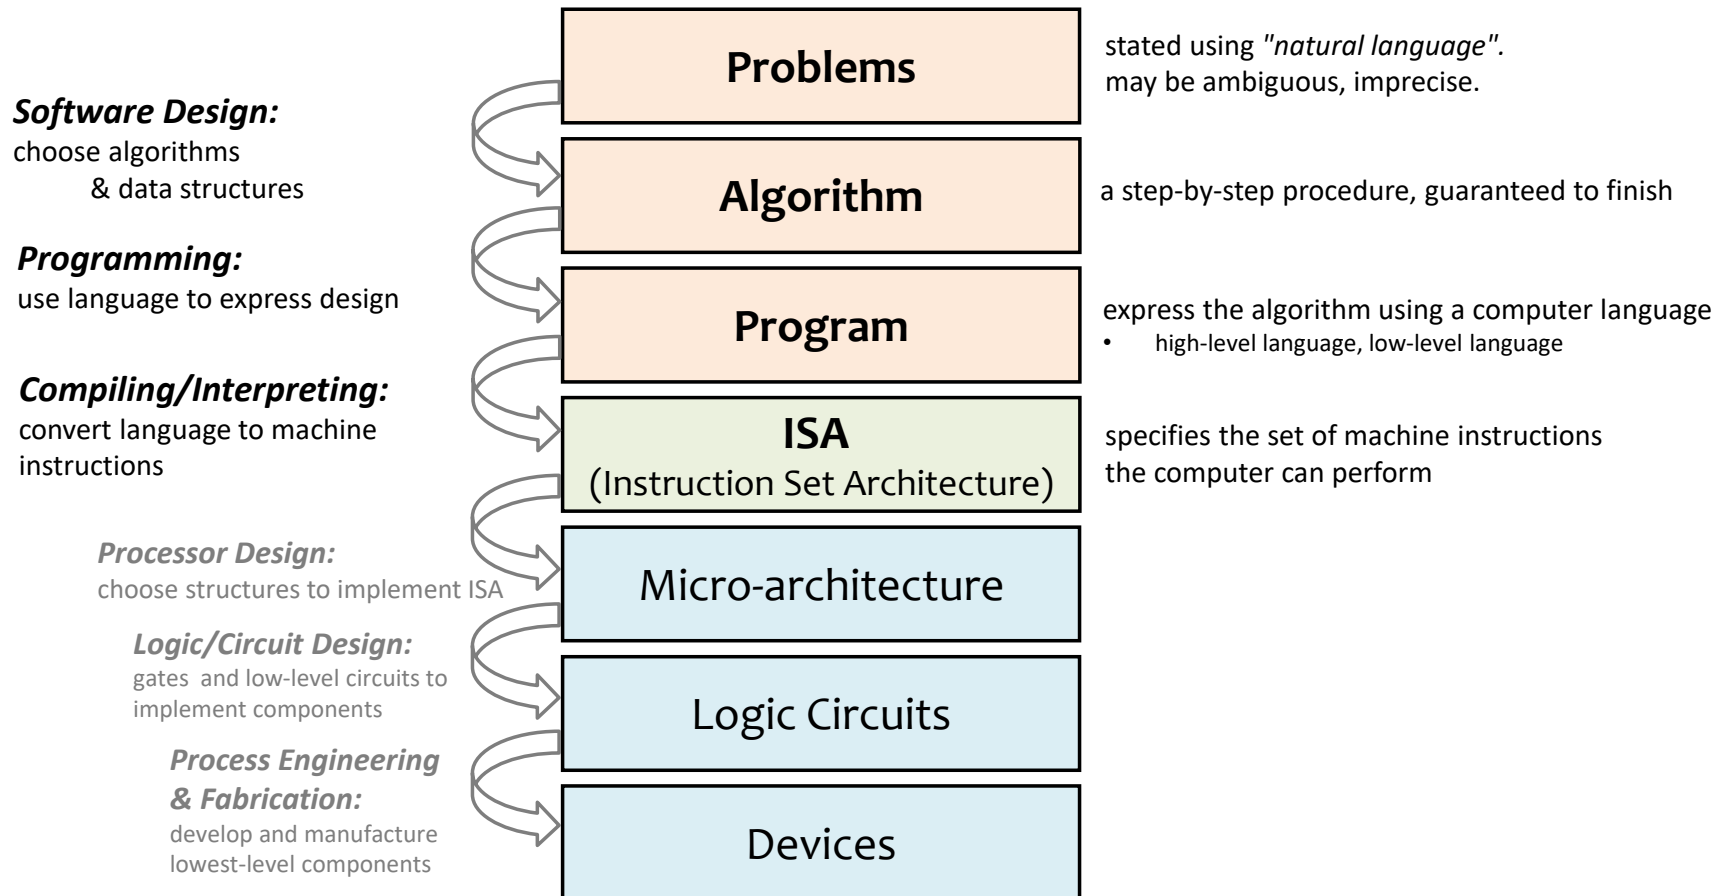 Problems
stated using "natural language".
may be ambiguous, imprecise.
Software Design:
choose algorithms
& data structures
Algorithm
a step-by-step procedure, guaranteed to finish
Programming:
use language to express design
Program
express the algorithm using a computer language
• high-level language, low-level language
Compiling/Interpreting:
convert language to machine
instructions
ISA
(Instruction Set Architecture)
specifies the set of machine instructions
the computer can perform
Processor Design:
choose structures to implement ISA
Micro-architecture
Logic/Circuit Design:
gates and low-level circuits to
implement components
Logic Circuits
Process Engineering
& Fabrication:
develop and manufacture
lowest-level components
Devices